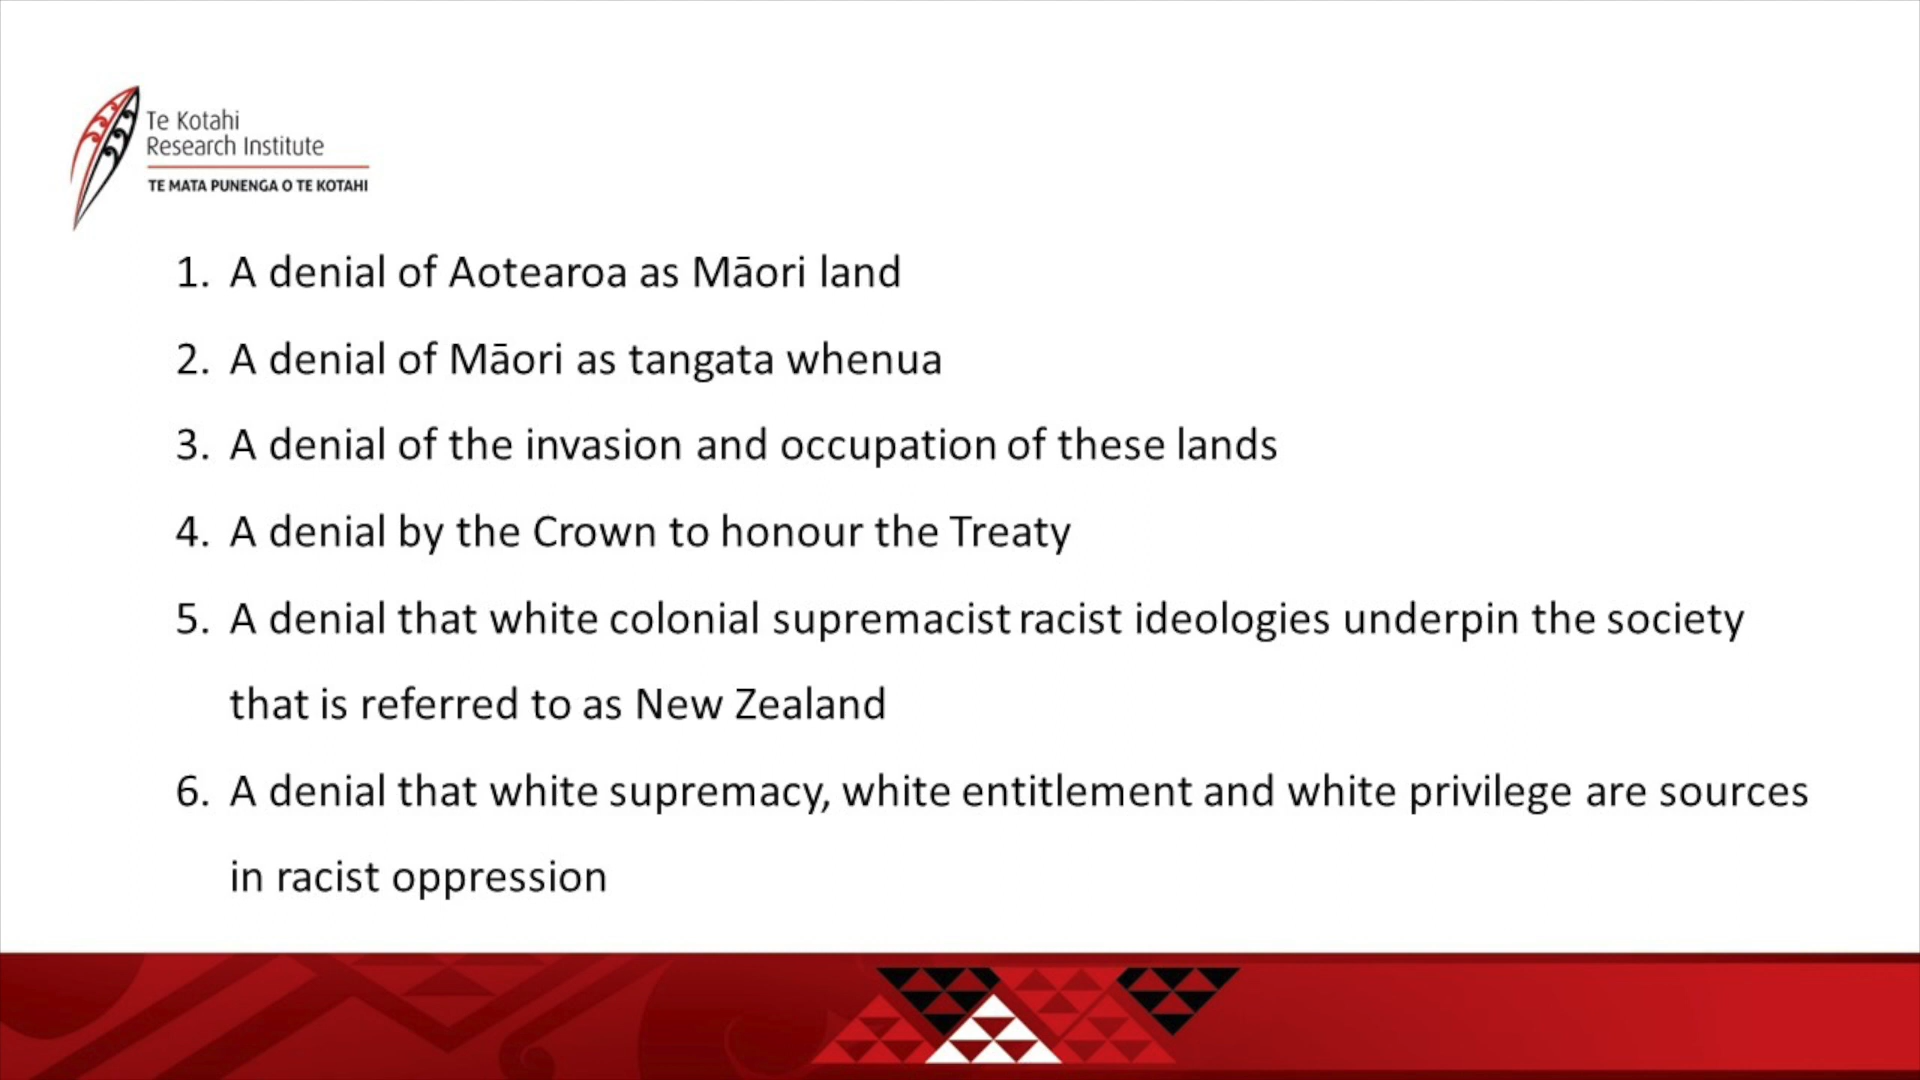 Te Kotahi
Research Institute
TE MATA PUNENGA O TE KOTAHI
1. A denial of Aotearoa as Māori land
2. A denial of Māori as tangata whenua
3. A denial of the invasion and occupation of these lands
4. A denial by the Crown to honour the Treaty
5. A denial that white colonial supremacist racist ideologies underpin the society
that is referred to as New Zealand
6. A denial that white supremacy, white entitlement and white privilege are sources
in racist oppression